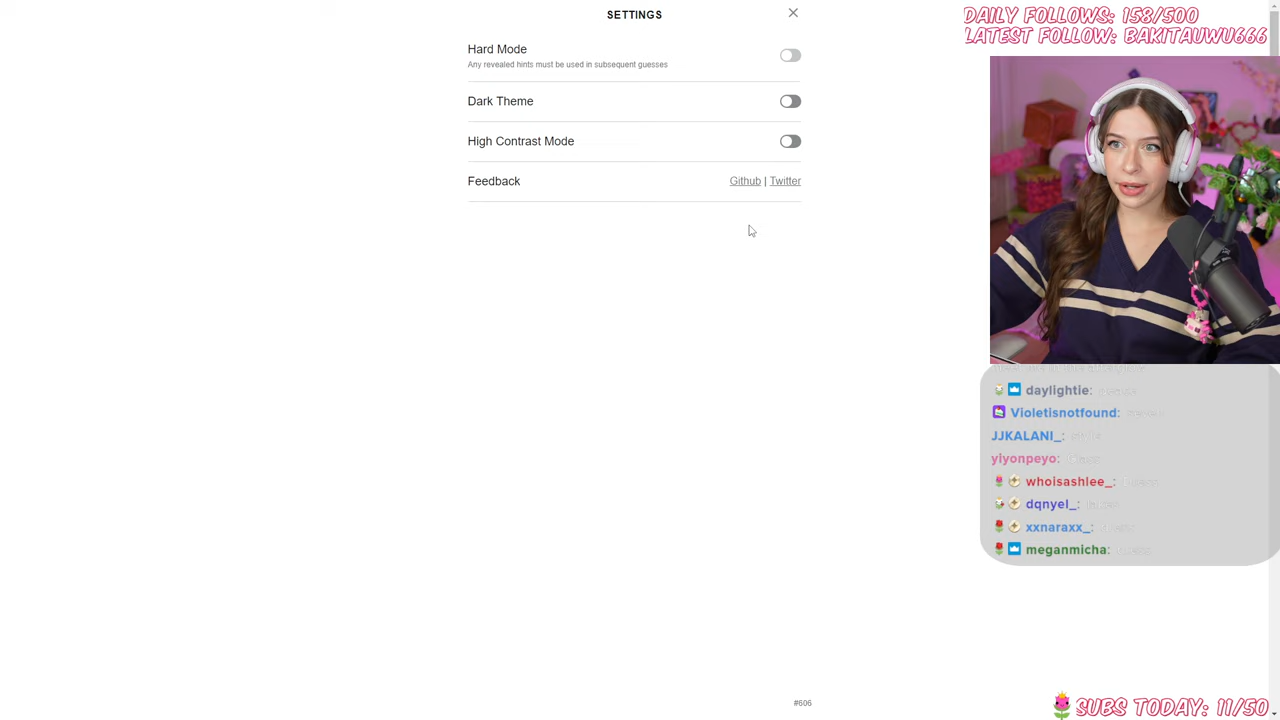 SETTINGS
Hard Mode
Any revealed hints must be used in subsequent guesses
Dark Theme
High Contrast Mode
Feedback
Github | Twitter
#606
DAILY FOLLOWS: 158/500
LATEST FOLLOW: BAKITAUWU666
daylightie:
Violetisnotfound:
JJKALANI_:
yiyonpeyo:
whoisashlee_:
dqnyel_:
xxnaraxx_:
meganmicha:
SUBS TODAY: 11/50